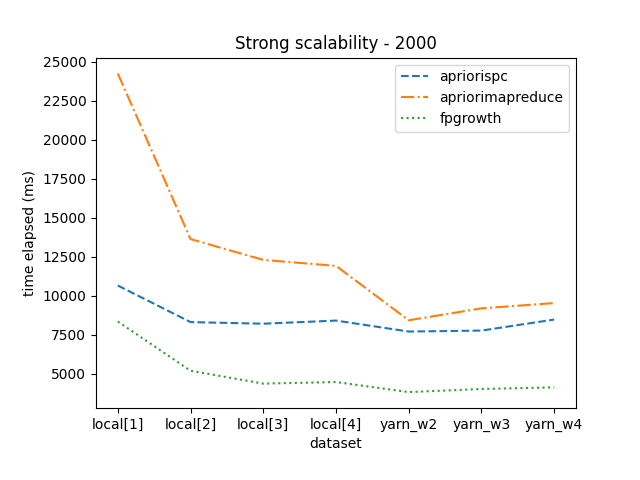 Strong scalability - 2000
apriorispc
apriorimapreduce
fpgrowth
time elapsed (ms)
25000
22500
20000
17500
15000
12500
10000
7500
5000
local[1] local[2] local[3] local[4] yarn_w2 yarn_w3 yarn_w4
dataset